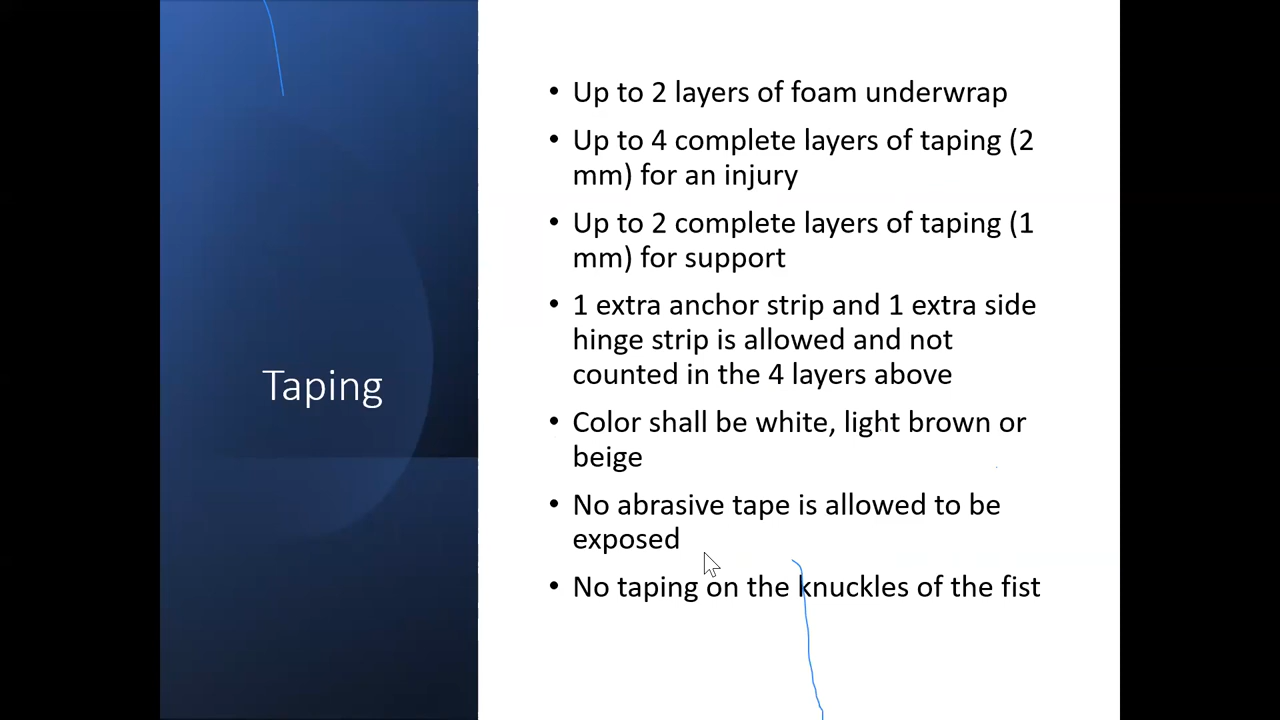 Taping
• Up to 2 layers of foam underwrap
• Up to 4 complete layers of taping (2
mm) for an injury
• Up to 2 complete layers of taping (1
mm) for support
• 1 extra anchor strip and 1 extra side
hinge strip is allowed and not
counted in the 4 layers above
• Color shall be white, light brown or
beige
• No abrasive tape is allowed to be
exposed
• No taping on the knuckles of the fist